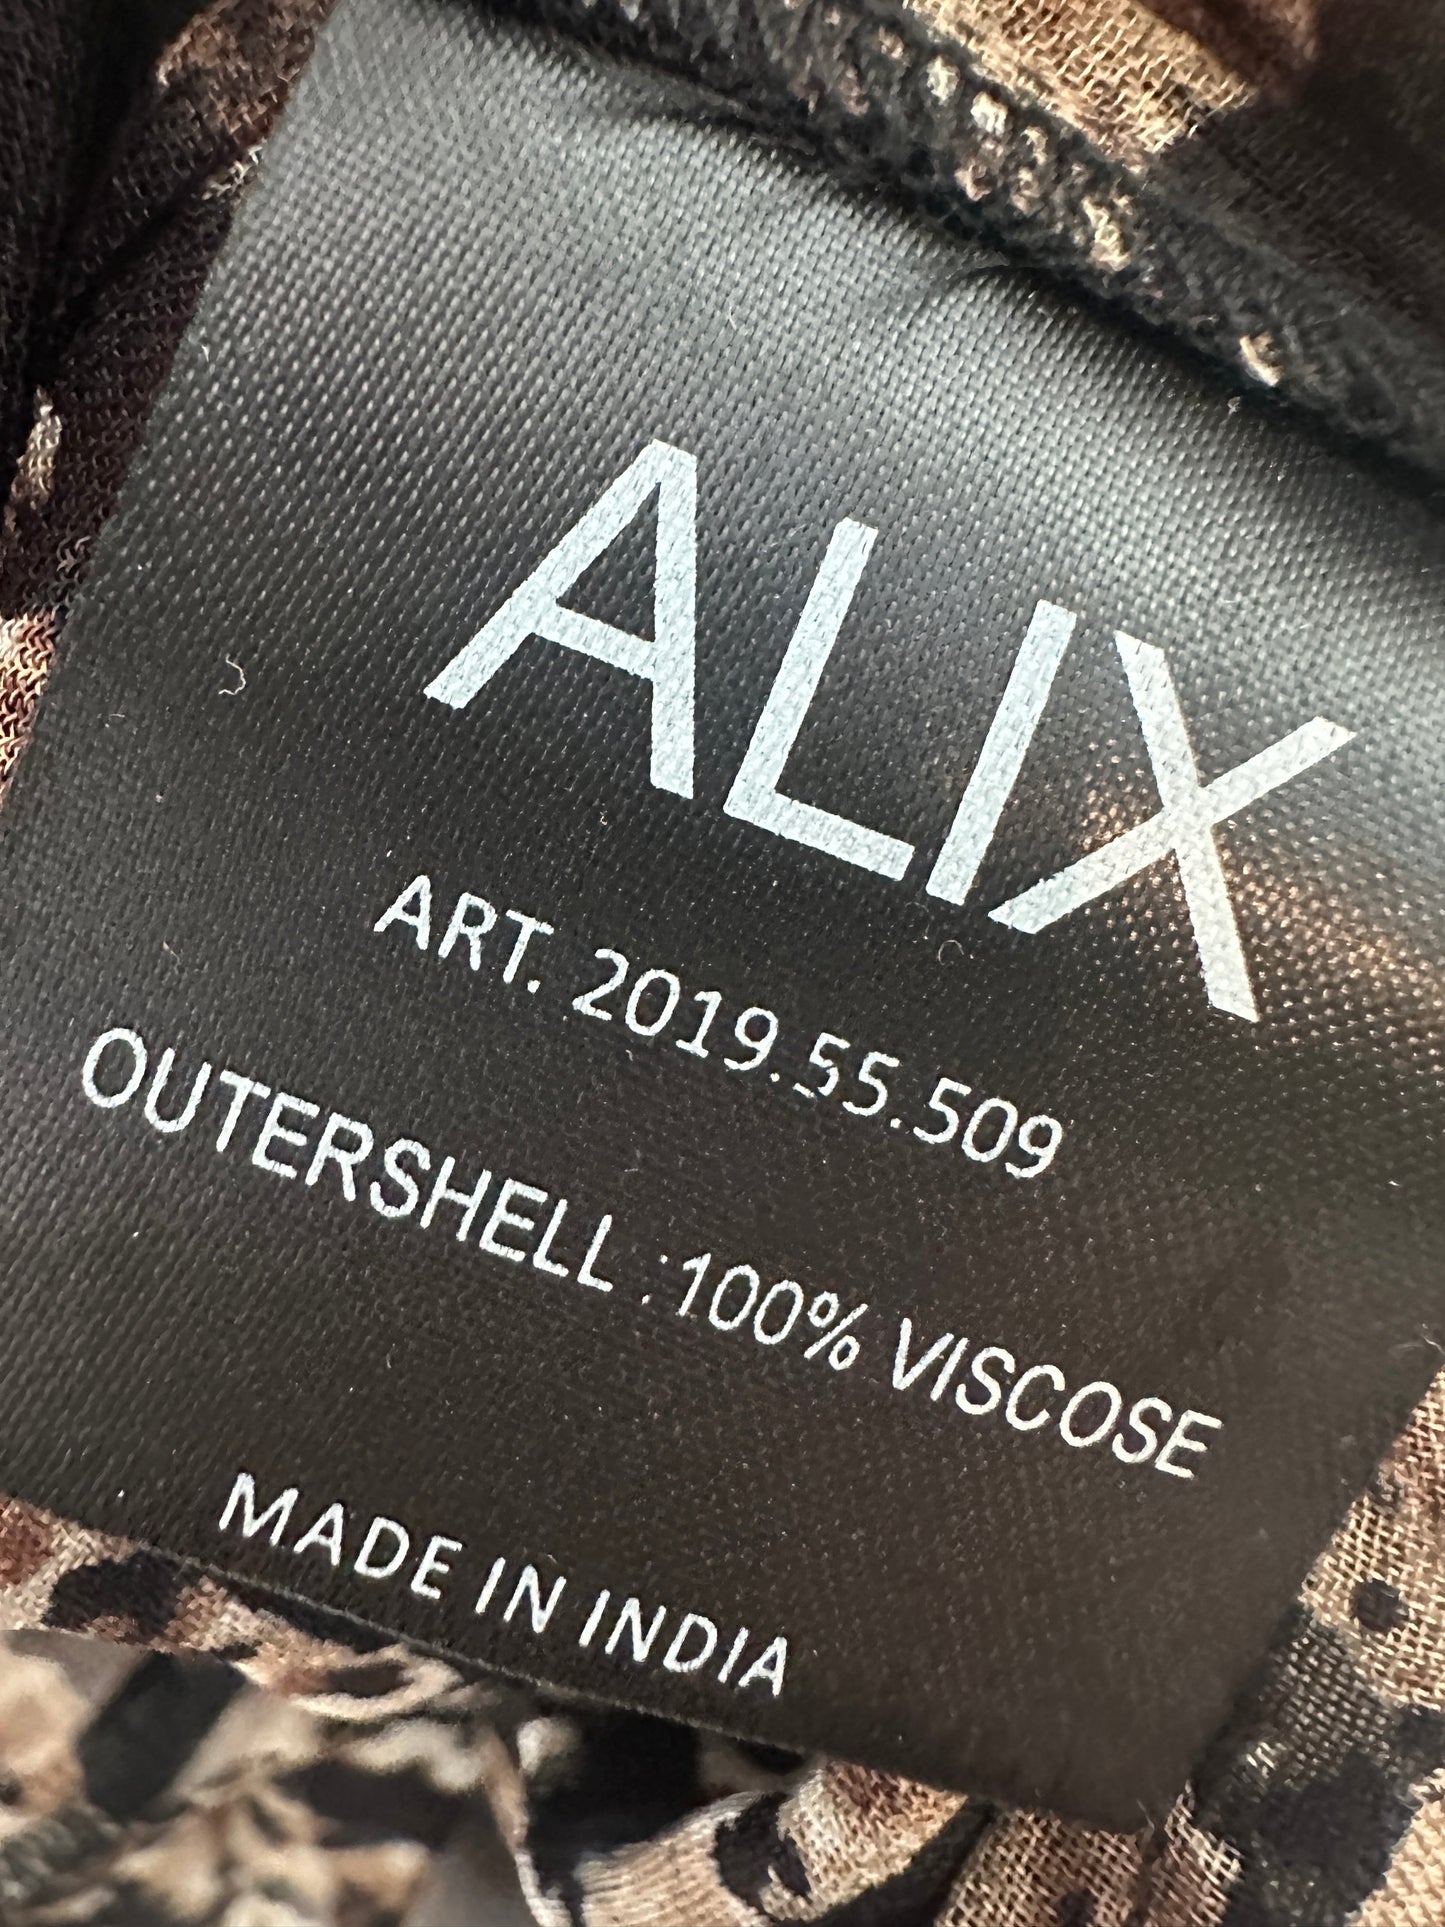 ALIX
ART. 2019.55.509
OUTERSHELL :100% VISCOSE
MADE IN INDIA